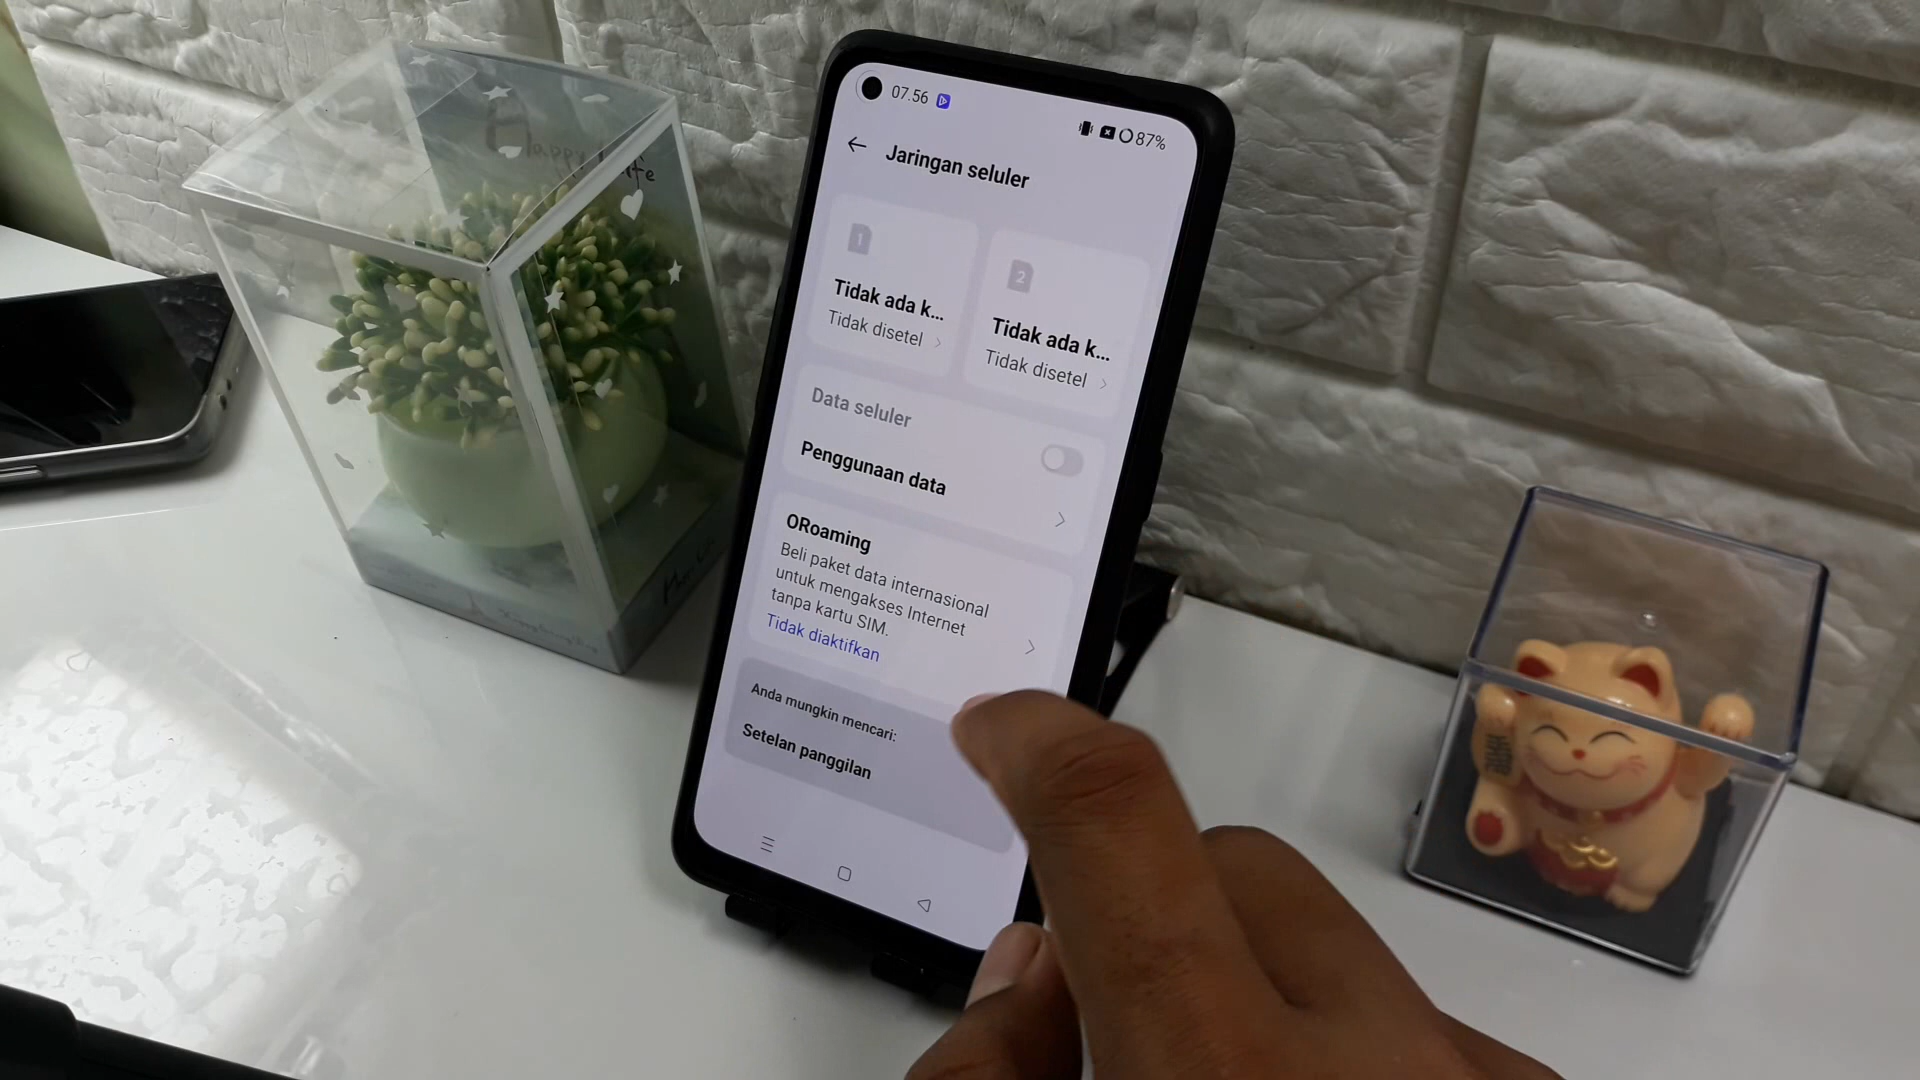 07.56
87%
Jaringan seluler
1
Tidak ada k...
Tidak disetel
2
Tidak ada k...
Tidak disetel
Data seluler
Penggunaan data
ORoaming
Beli paket data internasional
untuk mengakses Internet
tanpa kartu SIM.
Tidak diaktifkan
Anda mungkin mencari:
Setelan panggilan